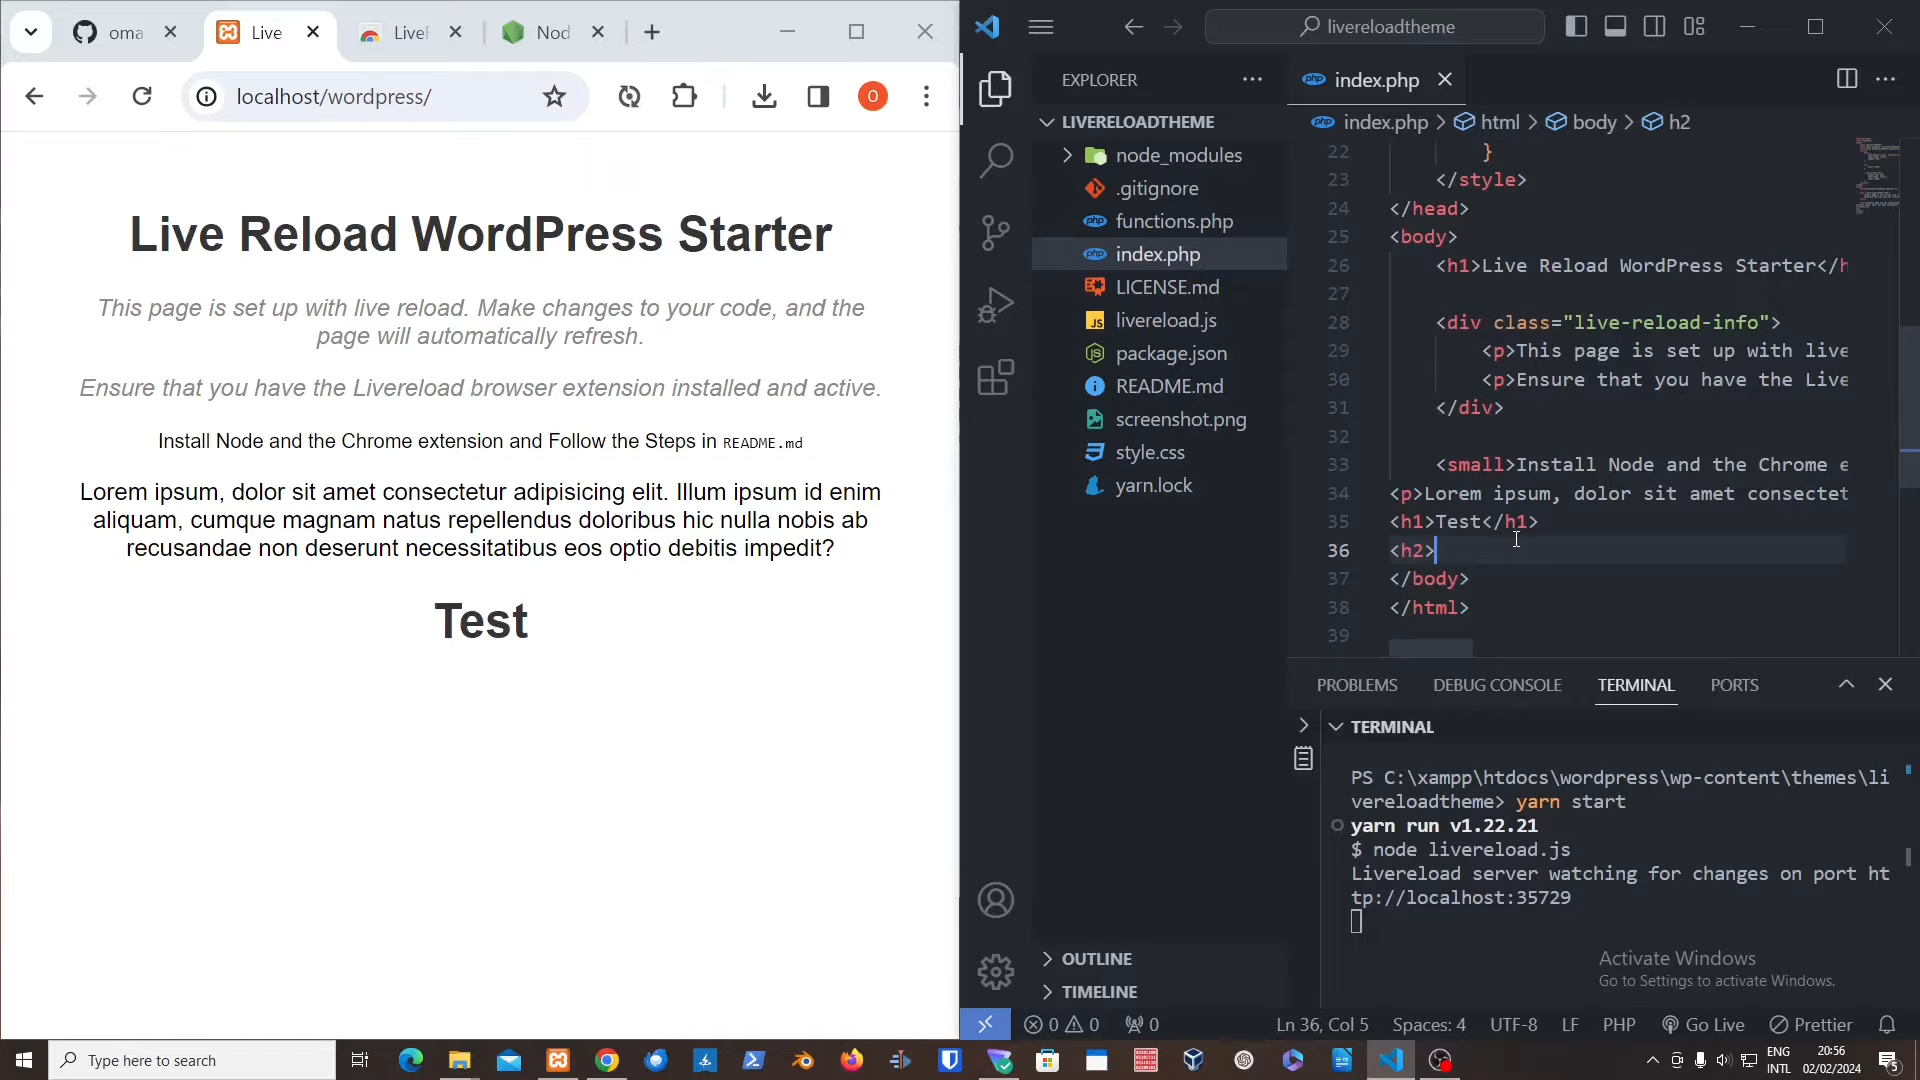 oma
Live
LiveF
Nod
localhost/wordpress/
O
Live Reload WordPress Starter
This page is set up with live reload. Make changes to your code, and the
page will automatically refresh.
Ensure that you have the Livereload browser extension installed and active.
Install Node and the Chrome extension and Follow the Steps in README.md
Lorem ipsum, dolor sit amet consectetur adipisicing elit. Illum ipsum id enim
aliquam, cumque magnam natus repellendus doloribus hic nulla nobis ab
recusandae non deserunt necessitatibus eos optio debitis impedit?
Test
livereloadtheme
EXPLORER
LIVERELOADTHEME
node_modules
.gitignore
php functions.php
php index.php
LICENSE.md
JS livereload.js
package.json
README.md
screenshot.png
style.css
yarn.lock
OUTLINE
TIMELINE
php index.php
php index.php > html > body > h2
22 }
23 </style>
24 </head>
25 <body>
26 <h1>Live Reload WordPress Starter</h
27
28 <div class="live-reload-info">
29 <p>This page is set up with live
30 <p>Ensure that you have the Live
31 </div>
32
33 <small>Install Node and the Chrome e
34 <p>Lorem ipsum, dolor sit amet consectet
35 <h1>Test</h1>
36 <h2>
37 </body>
38 </html>
39
PROBLEMS DEBUG CONSOLE TERMINAL PORTS
TERMINAL
PS C:\xampp\htdocs\wordpress\wp-content\themes\li
vereloadtheme> yarn start
yarn run v1.22.21
$ node livereload.js
Livereload server watching for changes on port ht
tp://localhost:35729
Activate Windows
Go to Settings to activate Windows.
0 0 0 Ln 36, Col 5 Spaces: 4 UTF-8 LF PHP Go Live Prettier
Type here to search
ENG
INTL
20:56
02/02/2024
5